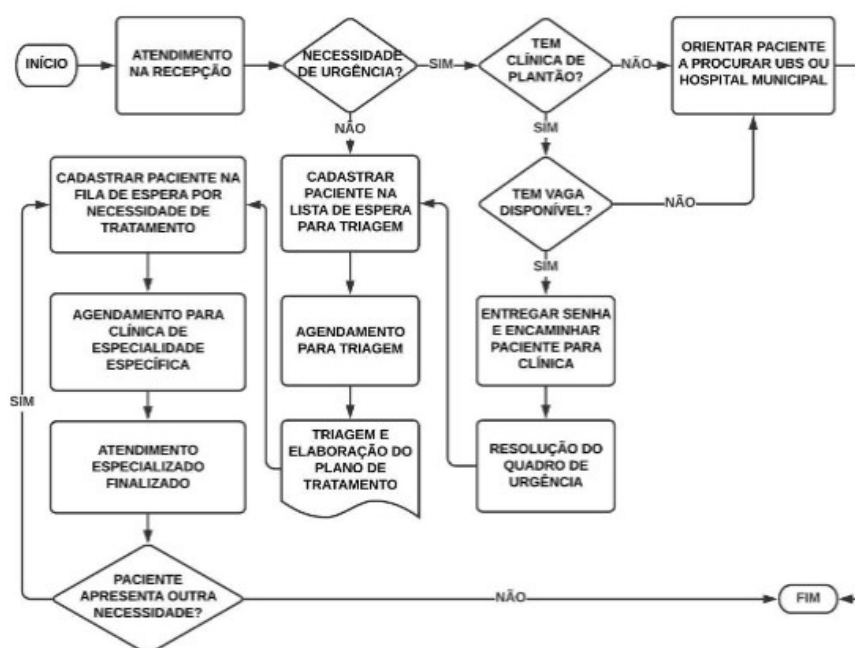 INÍCIO
ATENDIMENTO
NA RECEPÇÃO
NECESSIDADE
DE URGÊNCIA?
SIM
TEM
CLÍNICA DE
PLANTÃO?
NÃO
ORIENTAR PACIENTE
A PROCURAR UBS OU
HOSPITAL MUNICIPAL
NÃO
SIM
CADASTRAR PACIENTE NA
FILA DE ESPERA POR
NECESSIDADE DE
TRATAMENTO
CADASTRAR
PACIENTE NA
LISTA DE ESPERA
PARA TRIAGEM
TEM VAGA
DISPONÍVEL?
NÃO
SIM
AGENDAMENTO PARA
CLÍNICA DE
ESPECIALIDADE
ESPECÍFICA
AGENDAMENTO
PARA TRIAGEM
ENTREGAR SENHA
E ENCAMINHAR
PACIENTE PARA
CLÍNICA
SIM
ATENDIMENTO
ESPECIALIZADO
FINALIZADO
TRIAGEM E
ELABORAÇÃO DO
PLANO DE
TRATAMENTO
RESOLUÇÃO DO
QUADRO DE
URGÊNCIA
PACIENTE
APRESENTA OUTRA
NECESSIDADE?
NÃO
FIM